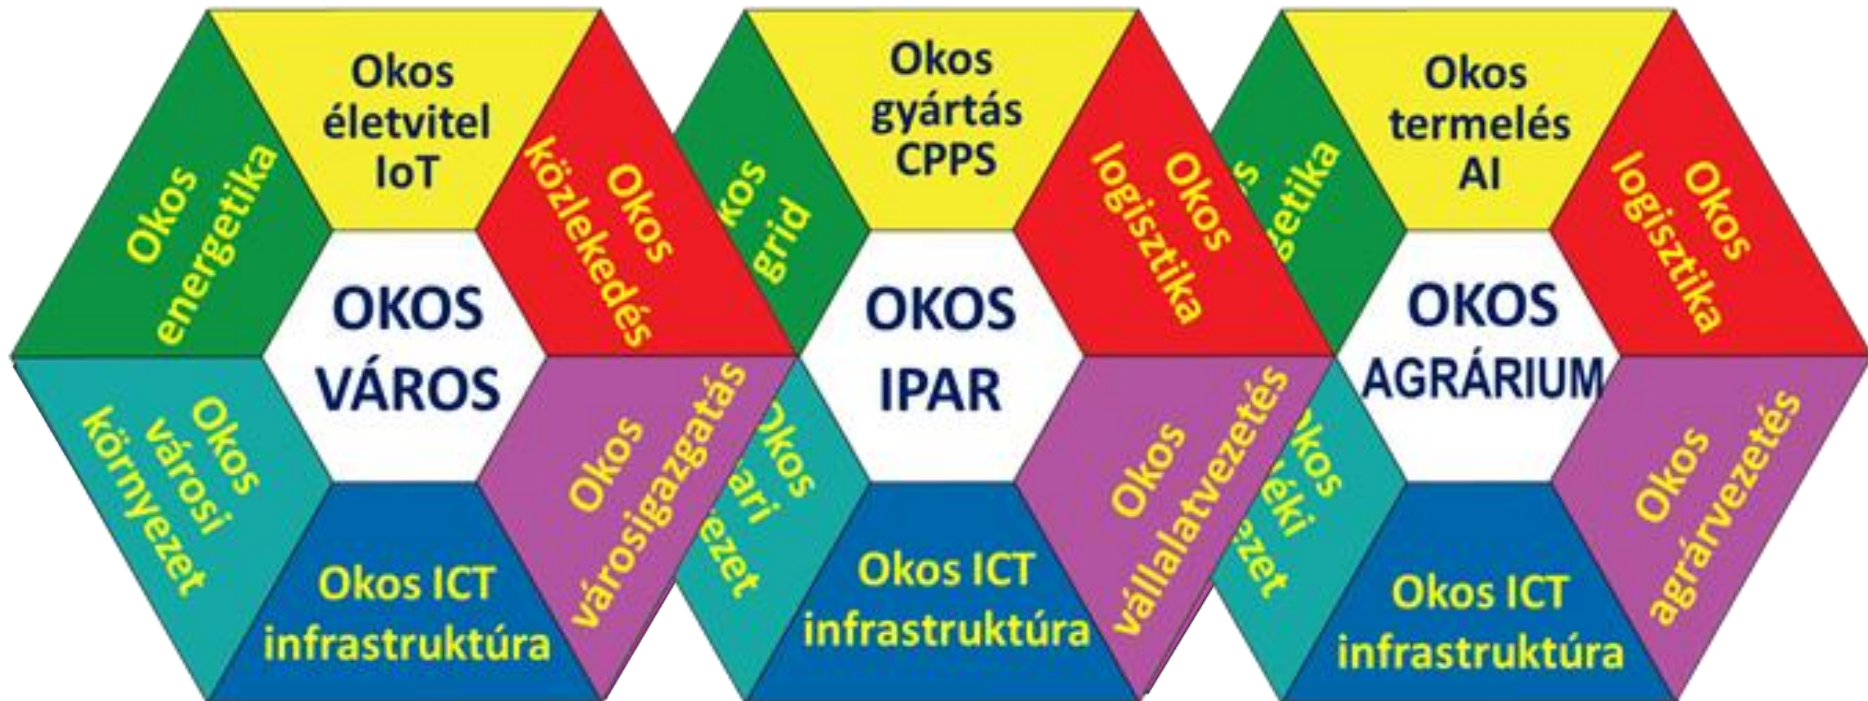 Okos
életvitel
IoT
Okos
energetika
Okos
közlekedés
OKOS
VÁROS
Okos
városi
környezet
Okos
városigazgatás
Okos ICT
infrastruktúra
Okos
gyártás
CPPS
grid
Okos
logisztika
OKOS
IPAR
Okos
vállalatvezetés
Okos ICT
infrastruktúra
Okos
termelés
AI
Okos
logisztika
OKOS
AGRÁRIUM
Okos
agrárvezetés
Okos ICT
infrastruktúra